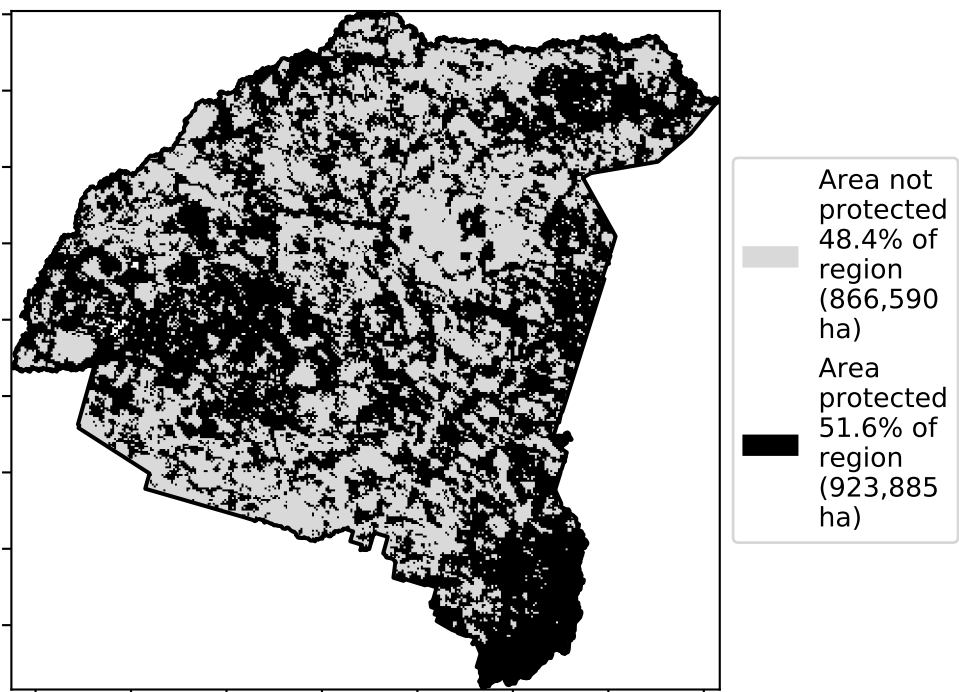 Area not
protected
48.4% of
region
(866,590
ha)
Area
protected
51.6% of
region
(923,885
ha)